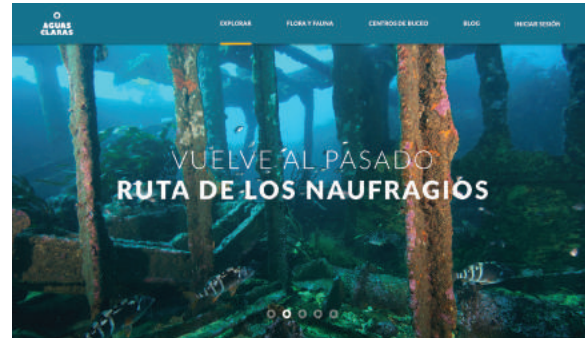 AGUAS
CLARAS
EXPLORAR
FLORA Y FAUNA
CENTROS DE BUCEO
BLOG
INICIAR SESIÓN
VUELVE AL PASADO
RUTA DE LOS NAUFRAGIOS